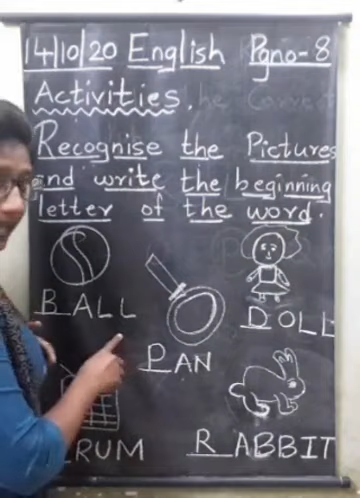 14/10/20 English Pgno-8
Activities.
Recognise the Pictures
and write the beginning
letter of the word.
BALL
DOLL
PAN
RUM
RABBIT